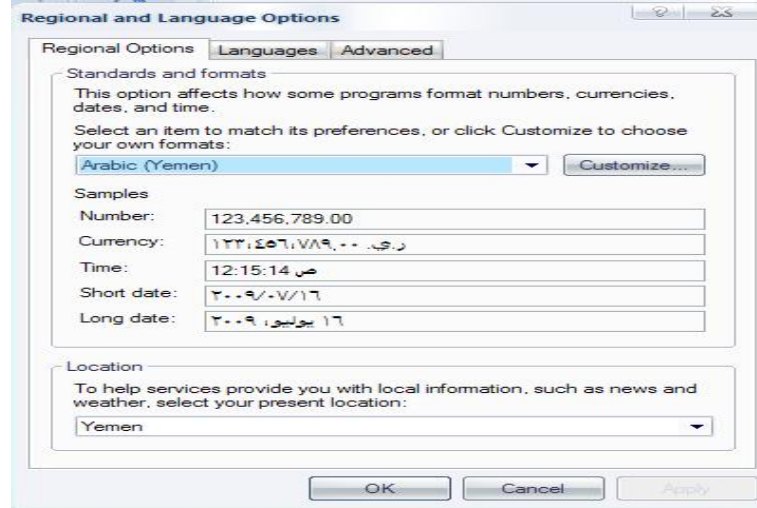 Regional and Language Options
Regional Options Languages Advanced
Standards and formats
This option affects how some programs format numbers, currencies,
dates, and time.
Select an item to match its preferences, or click Customize to choose
your own formats:
Arabic (Yemen) Customize...
Samples
Number: 123,456,789.00
Currency: ر.ي.‏ ١٢٣,٤٥٦,٧٨٩,٠٠
Time: 12:15:14 ص
Short date: ٢٠٠٩/٠٧/١٦
Long date: ١٦ يوليو، ٢٠٠٩
Location
To help services provide you with local information, such as news and
weather, select your present location:
Yemen
OK Cancel Apply